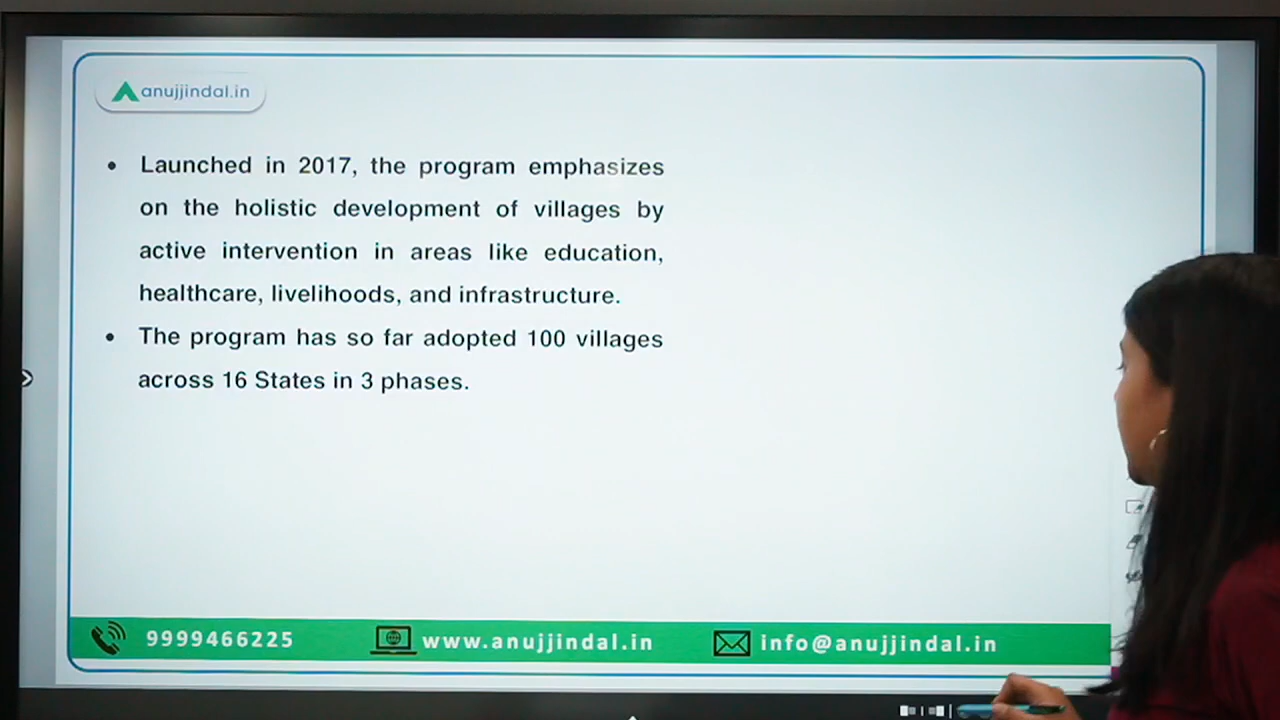 anujjindal.in
• Launched in 2017, the program emphasizes
on the holistic development of villages by
active intervention in areas like education,
healthcare, livelihoods, and infrastructure.
• The program has so far adopted 100 villages
across 16 States in 3 phases.
9999466225 www.anujjindal.in info@anujjindal.in